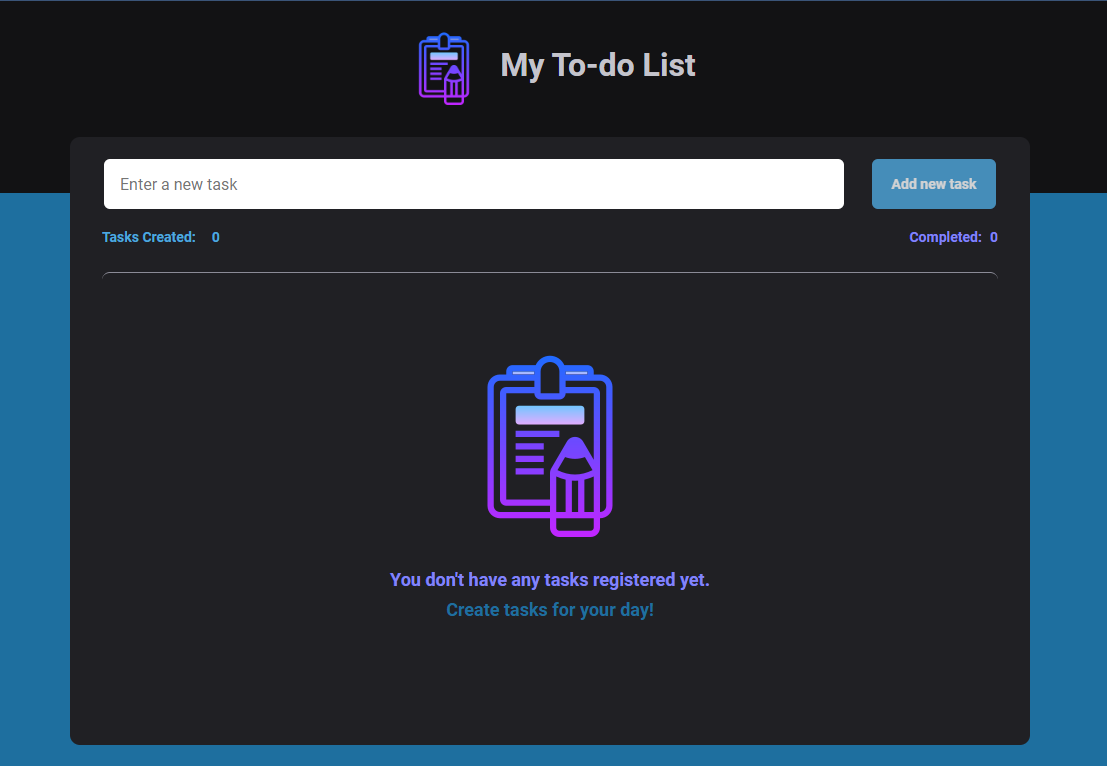 My To-do List
Enter a new task
Add new task
Tasks Created: 0
Completed: 0
You don't have any tasks registered yet.
Create tasks for your day!